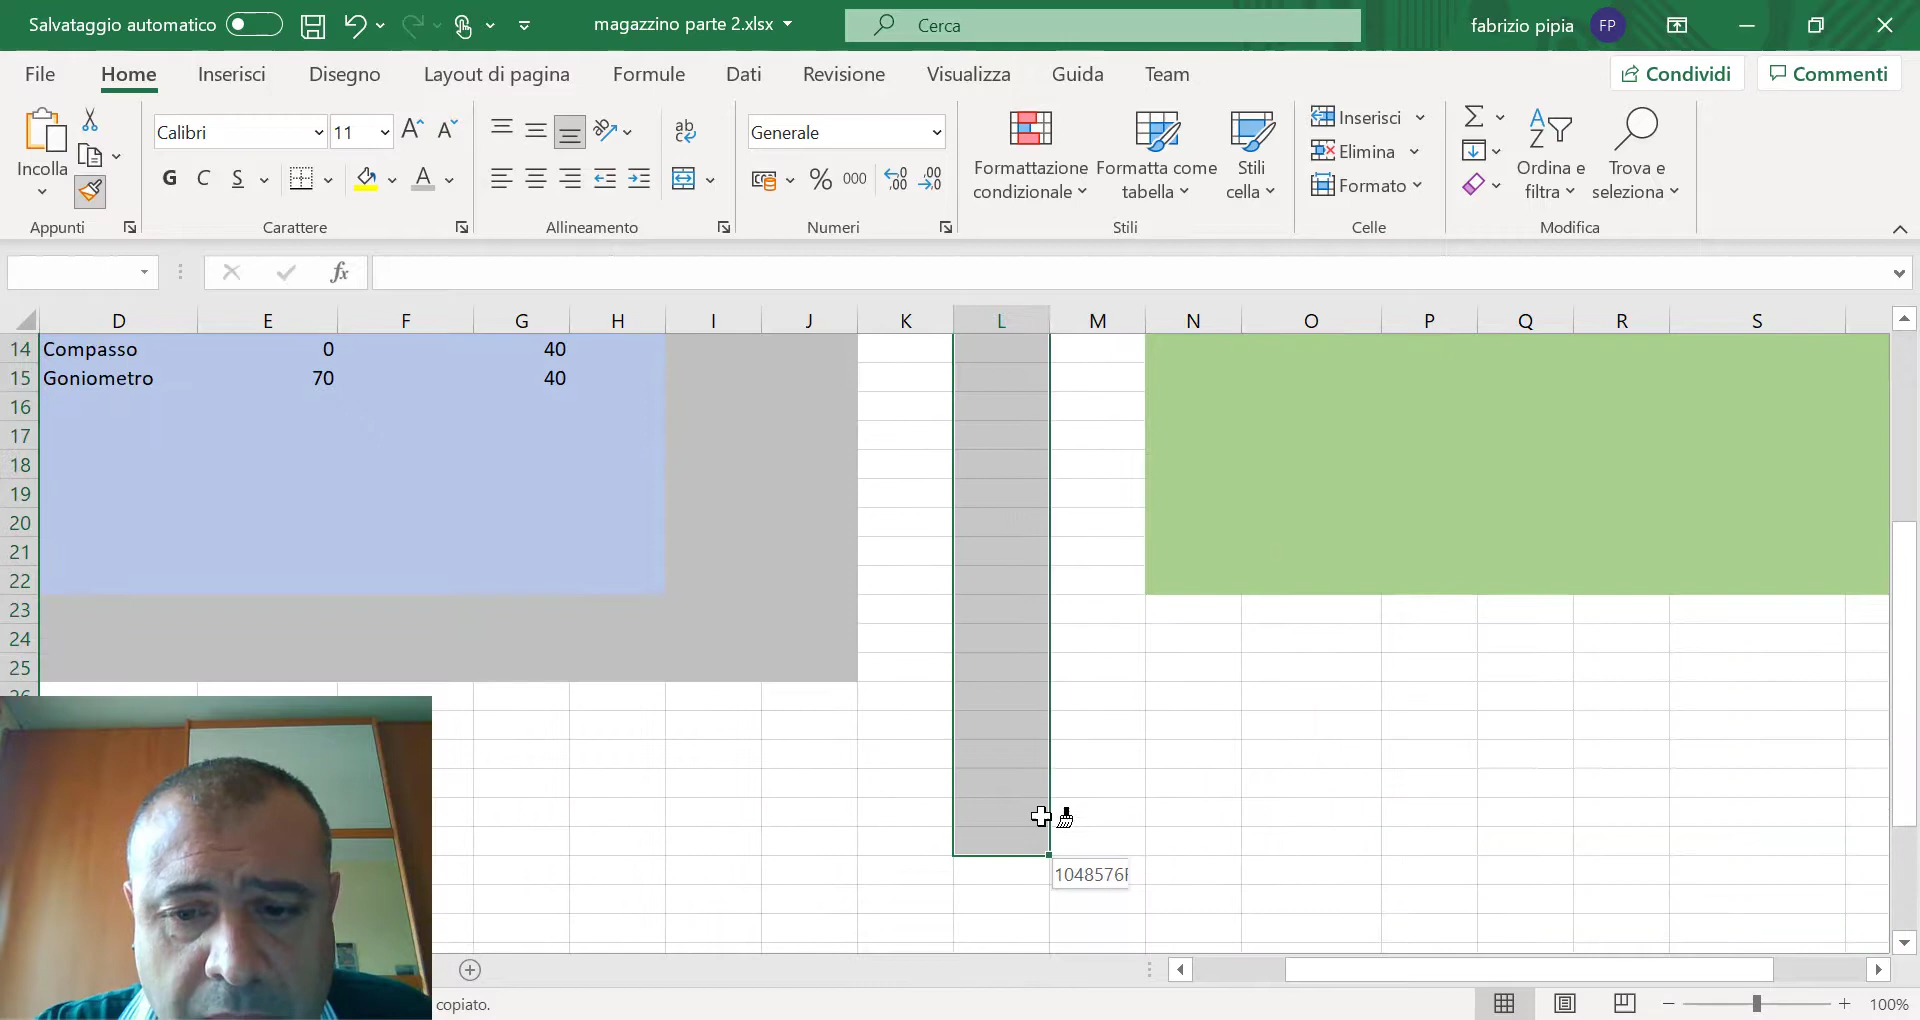 Salvataggio automatico
magazzino parte 2.xlsx
Cerca
fabrizio pipia
FP
File Home Inserisci Disegno Layout di pagina Formule Dati Revisione Visualizza Guida Team
Condividi
Commenti
Incolla
Appunti
Calibri
11
G C S
Carattere
ab
Allineamento
Generale
% 000
Numeri
Formattazione condizionale
Formatta come tabella
Stili cella
Stili
Inserisci
Elimina
Formato
Celle
Ordina e filtra
Trova e seleziona
Modifica
fx
D E F G H I J K L M N O P Q R S
14 Compasso 0 40
15 Goniometro 70 40
16
17
18
19
20
21
22
23
24
25
copiato.
100%